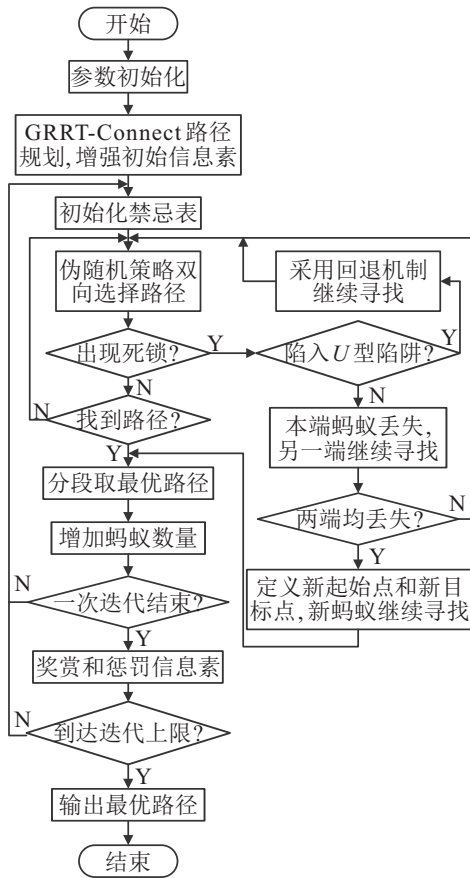 开始
参数初始化
GRRT-Connect路径
规划,增强初始信息素
初始化禁忌表
伪随机策略双
向选择路径
采用回退机制
继续寻找
出现死锁?
Y
陷入U型陷阱?
Y
N
N
找到路径?
N
Y
本端蚂蚁丢失,
另一端继续寻找
分段取最优路径
两端均丢失?
N
Y
增加蚂蚁数量
定义新起始点和新目
标点,新蚂蚁继续寻找
一次迭代结束?
N
Y
奖赏和惩罚信息素
到达迭代上限?
N
Y
输出最优路径
结束